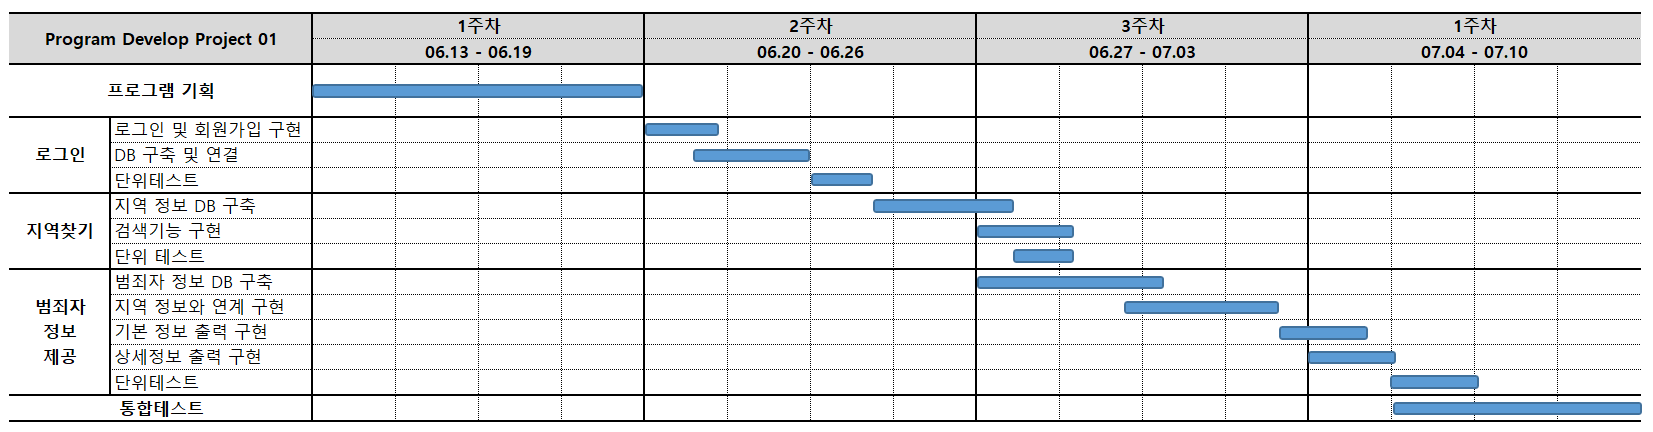 Program Develop Project 01
1주차
2주차
3주차
1주차
06.13 - 06.19
06.20 - 06.26
06.27 - 07.03
07.04 - 07.10
프로그램 기획
로그인
로그인 및 회원가입 구현
DB 구축 및 연결
단위테스트
지역찾기
지역 정보 DB 구축
검색기능 구현
단위 테스트
범죄자
정보
제공
범죄자 정보 DB 구축
지역 정보와 연계 구현
기본 정보 출력 구현
상세정보 출력 구현
단위테스트
통합테스트